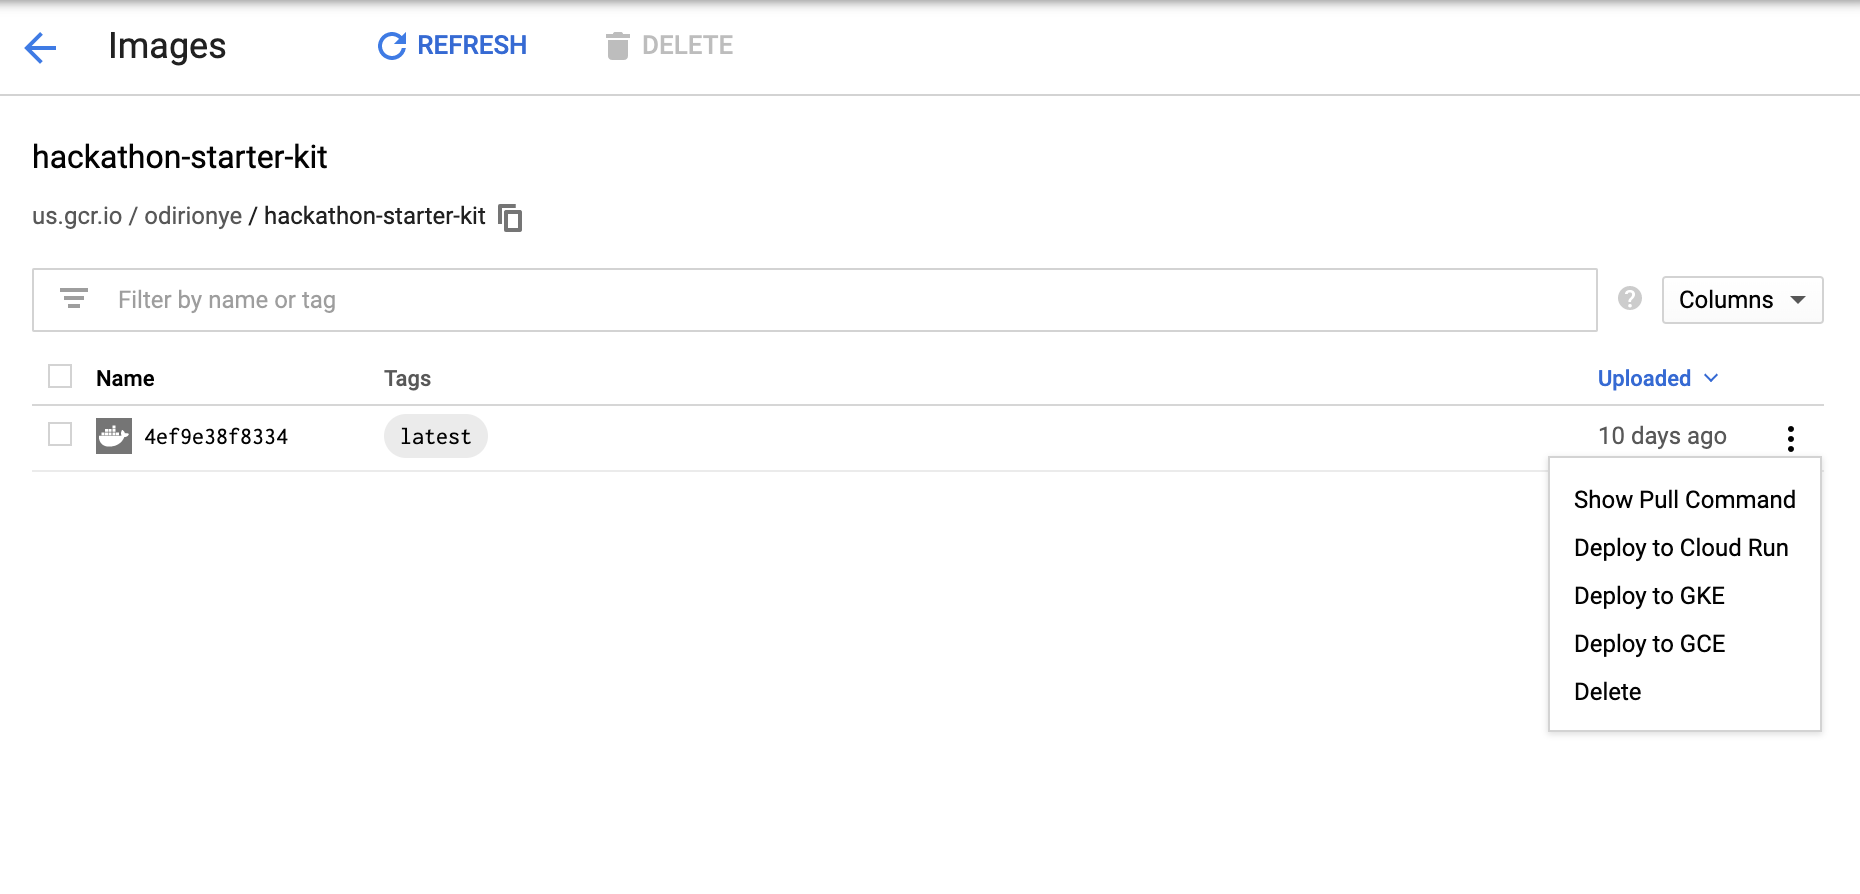 Images REFRESH DELETE
hackathon-starter-kit
us.gcr.io / odirionye / hackathon-starter-kit
Filter by name or tag ? Columns
Name Tags Uploaded
4ef9e38f8334 latest 10 days ago
Show Pull Command
Deploy to Cloud Run
Deploy to GKE
Deploy to GCE
Delete